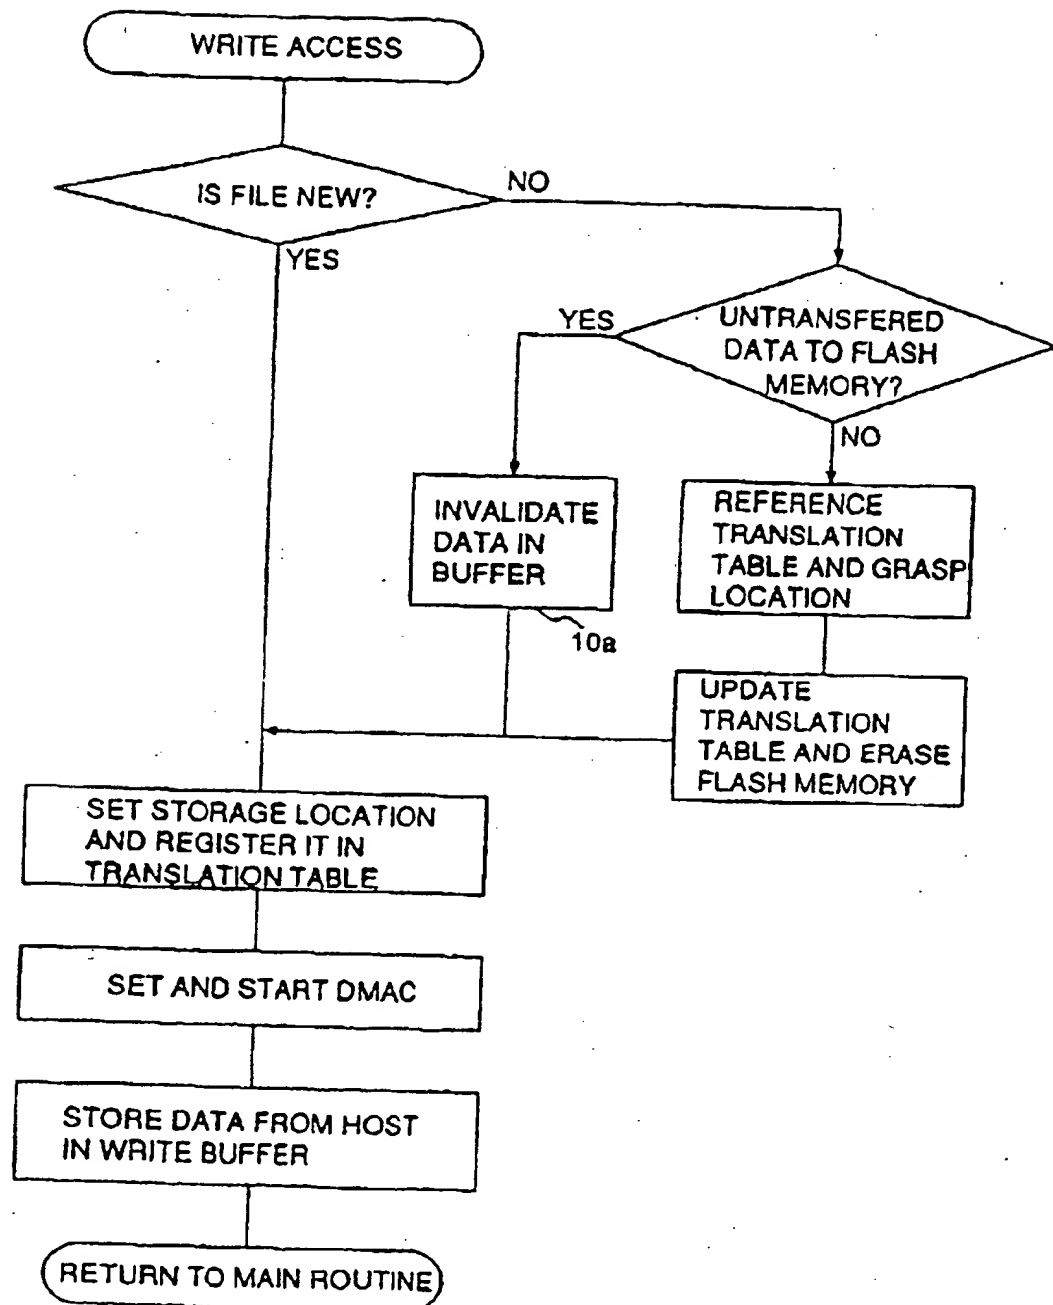 WRITE ACCESS
IS FILE NEW?
NO
YES
UNTRANSFERED
DATA TO FLASH
MEMORY?
YES
NO
INVALIDATE
DATA IN
BUFFER
10a
REFERENCE
TRANSLATION
TABLE AND GRASP
LOCATION
UPDATE
TRANSLATION
TABLE AND ERASE
FLASH MEMORY
SET STORAGE LOCATION
AND REGISTER IT IN
TRANSLATION TABLE
SET AND START DMAC
STORE DATA FROM HOST
IN WRITE BUFFER
RETURN TO MAIN ROUTINE